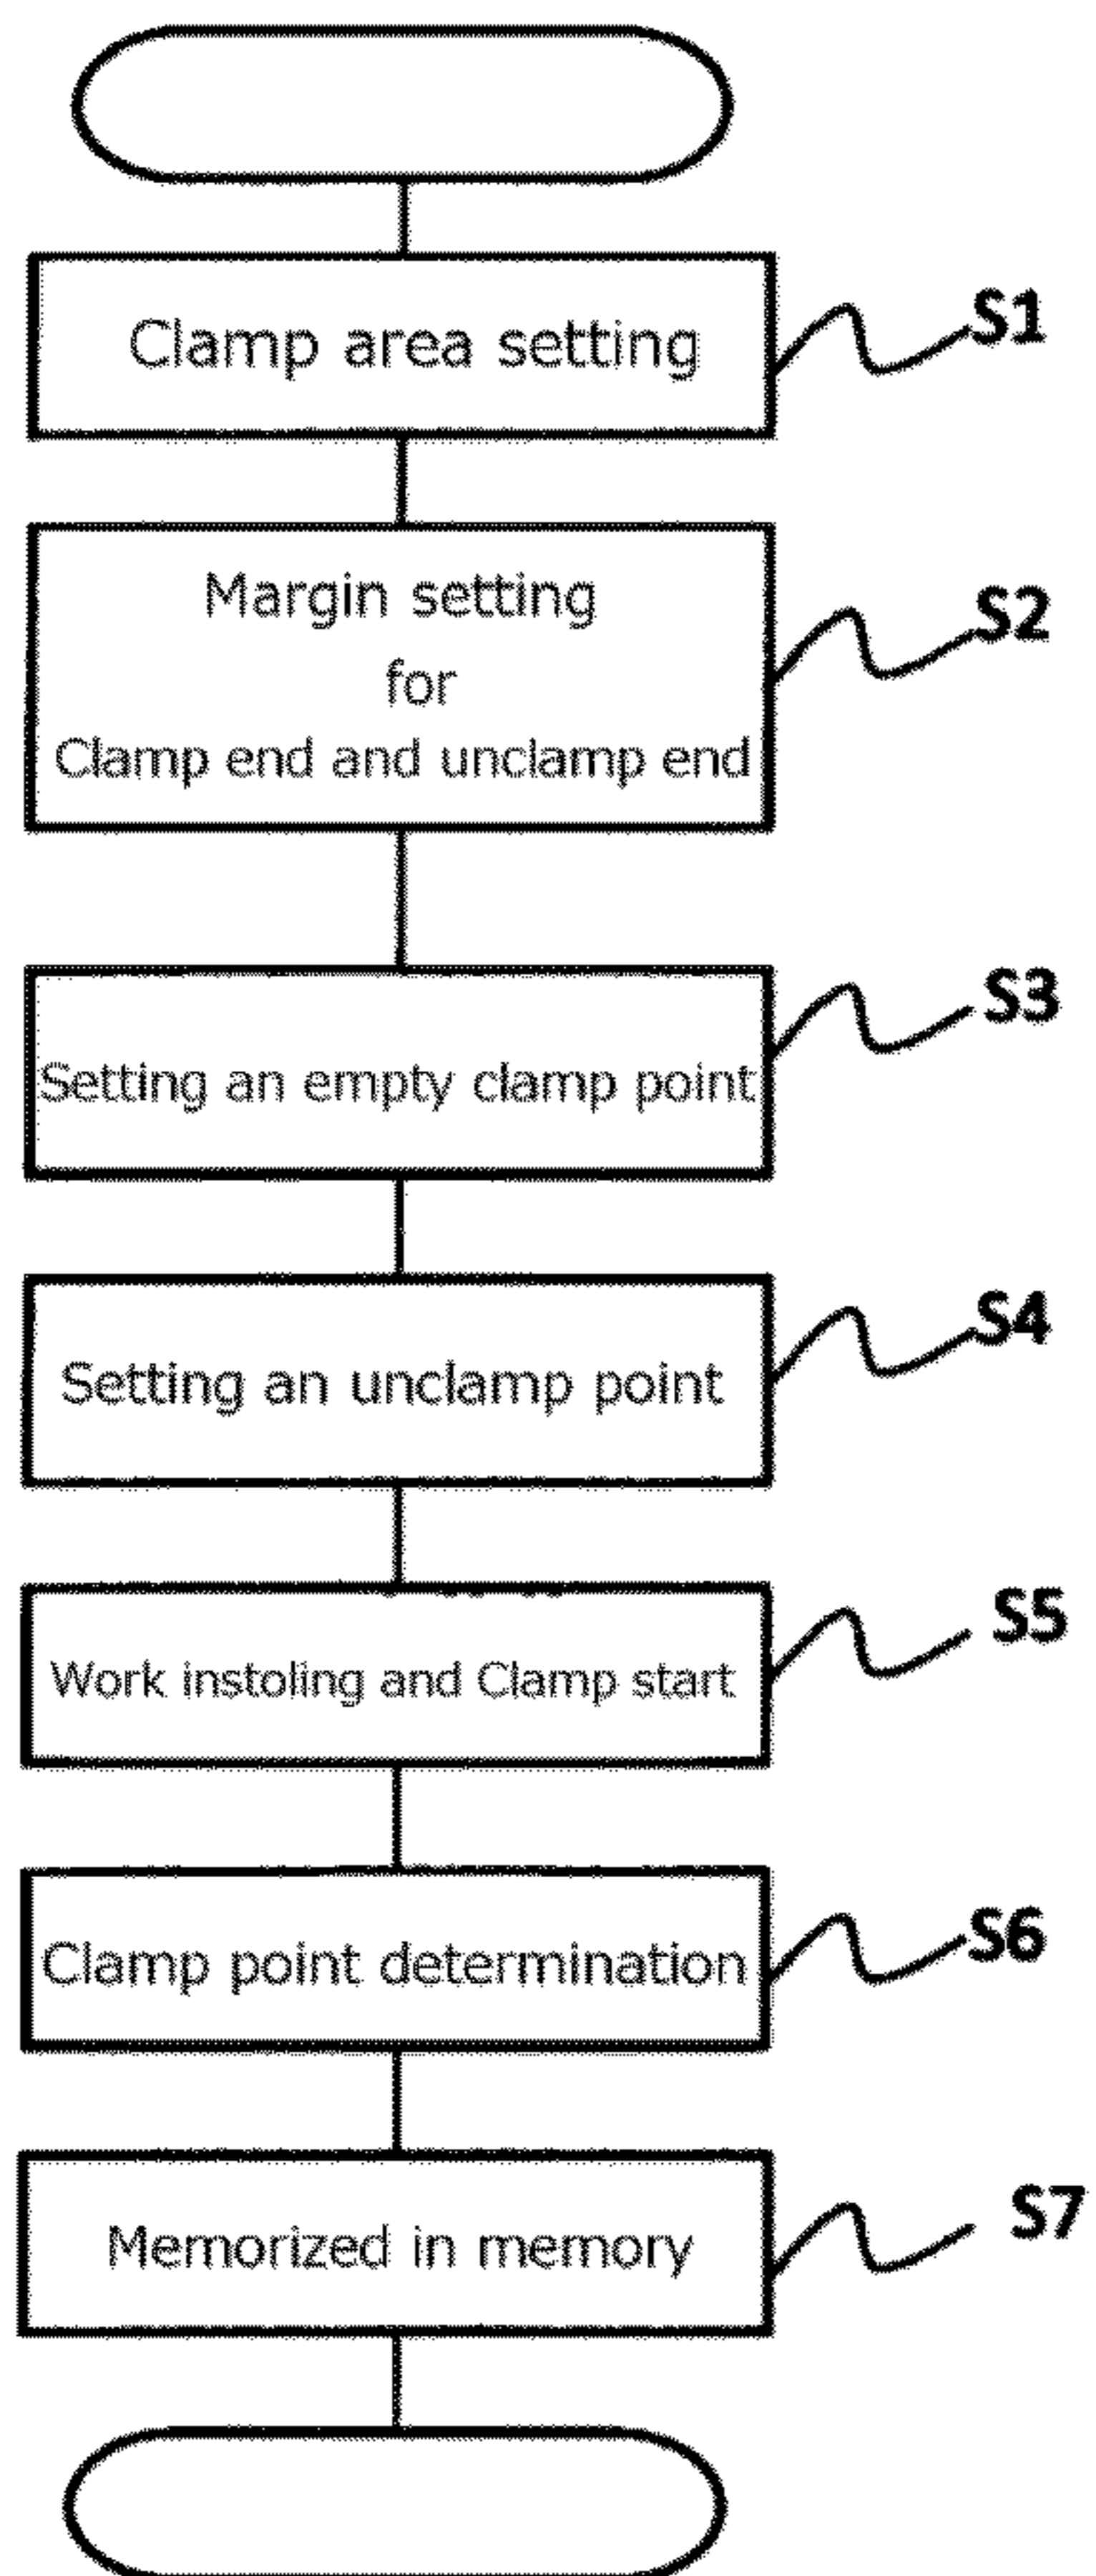 Clamp area setting
S1
Margin setting
for
Clamp end and unclamp end
S2
Setting an empty clamp point
S3
Setting an unclamp point
S4
Work instoling and Clamp start
S5
Clamp point determination
S6
Memorized in memory
S7